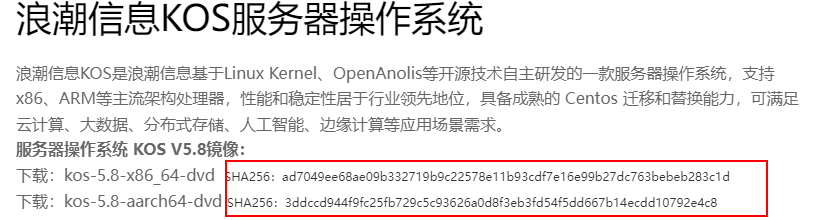 浪潮信息KOS服务器操作系统
浪潮信息KOS是浪潮信息基于Linux Kernel、OpenAnolis等开源技术自主研发的一款服务器操作系统，支持
x86、ARM等主流架构处理器，性能和稳定性居于行业领先地位，具备成熟的 Centos 迁移和替换能力，可满足
云计算、大数据、分布式存储、人工智能、边缘计算等应用场景需求。
服务器操作系统 KOS V5.8镜像：
下载：kos-5.8-x86_64-dvd SHA256：ad7049ee68ae09b332719b9c22578e11b93cdf7e16e99b27dc763bebeb283c1d
下载：kos-5.8-aarch64-dvd SHA256：3ddccd944f9fc25fb729c5c93626a0d8f3eb3fd54f5dd667b14ecdd10792e4c8